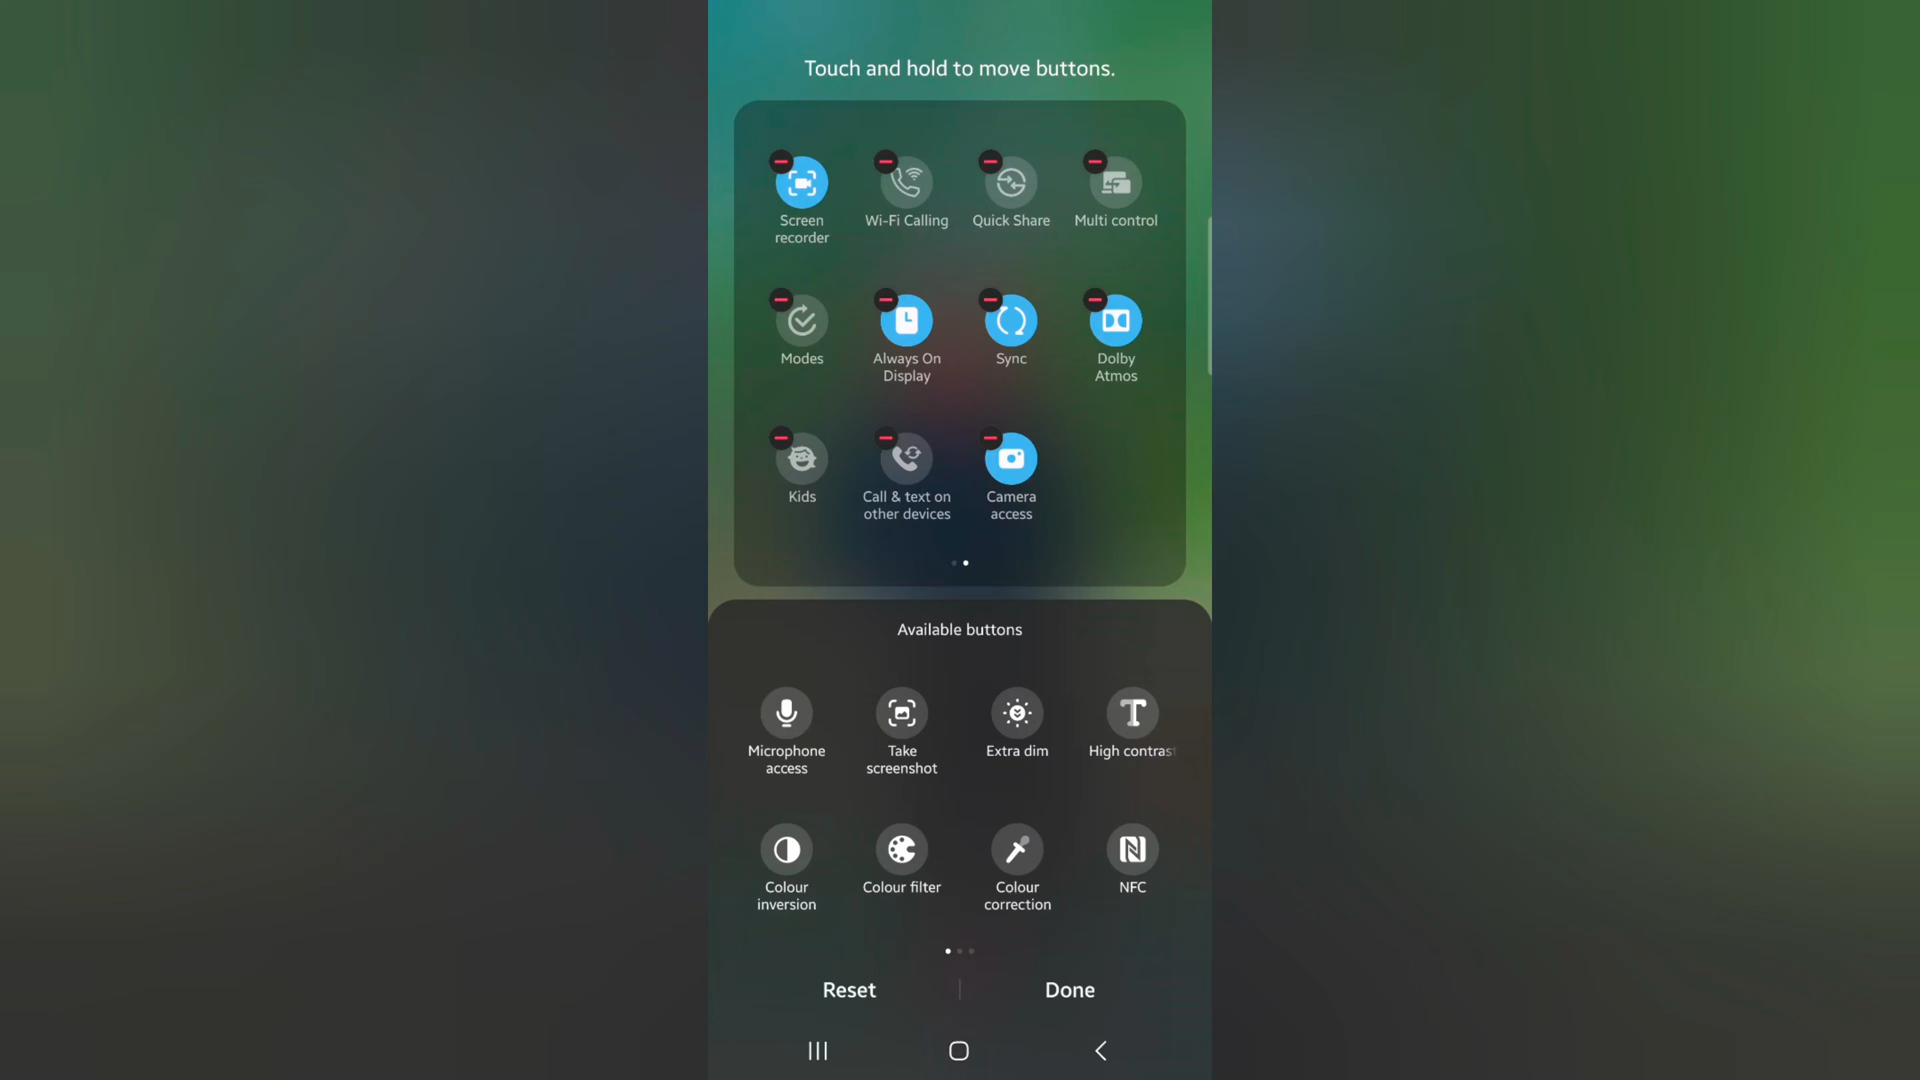 Touch and hold to move buttons.
Screen
recorder
Wi-Fi Calling
Quick Share
Multi control
Modes
Always On
Display
Sync
Dolby
Atmos
Kids
Call & text on
other devices
Camera
access
Available buttons
Microphone
access
Take
screenshot
Extra dim
High contras
Colour
inversion
Colour filter
Colour
correction
NFC
Reset
Done